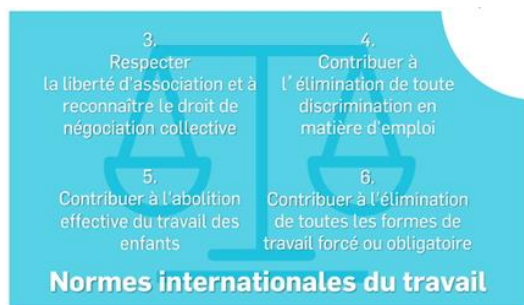 3.
Respecter
la liberté d'association et à
reconnaître le droit de
négociation collective
4.
Contribuer à
l'élimination de toute
discrimination en
matière d'emploi
5.
Contribuer à l'abolition
effective du travail des
enfants
6.
Contribuer à l'élimination
de toutes les formes de
travail forcé ou obligatoire
Normes internationales du travail